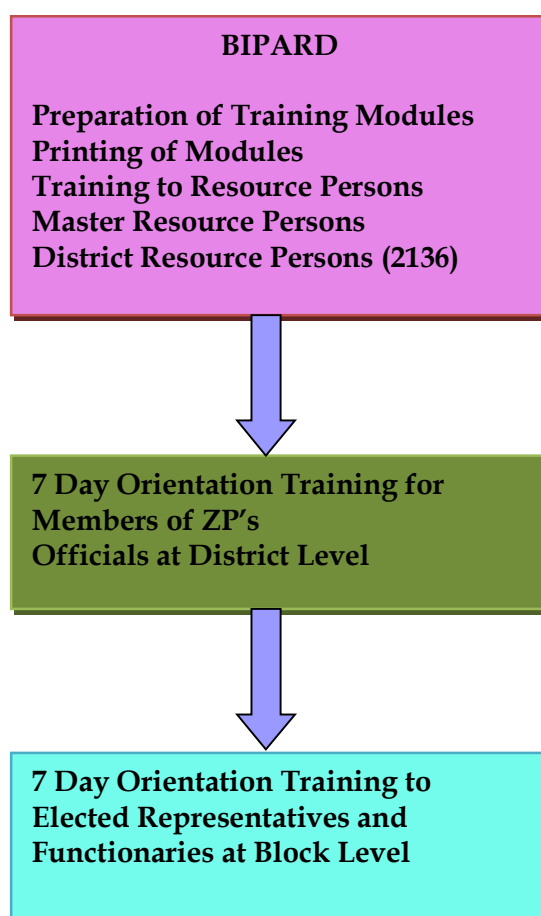 BIPARD
Preparation of Training Modules
Printing of Modules
Training to Resource Persons
Master Resource Persons
District Resource Persons (2136)
7 Day Orientation Training for
Members of ZP’s
Officials at District Level
7 Day Orientation Training to
Elected Representatives and
Functionaries at Block Level